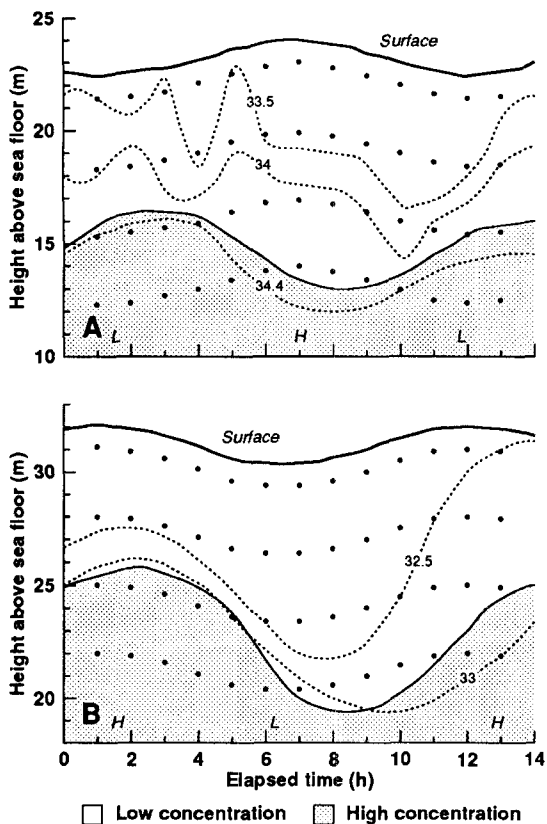 25
Surface
33.5
20
34
15
34.4
A
L
H
L
10
Height above sea floor (m)
Surface
30
32.5
25
20
33
B
H
L
H
Height above sea floor (m)
0 2 4 6 8 10 12 14
Elapsed time (h)
Low concentration High concentration